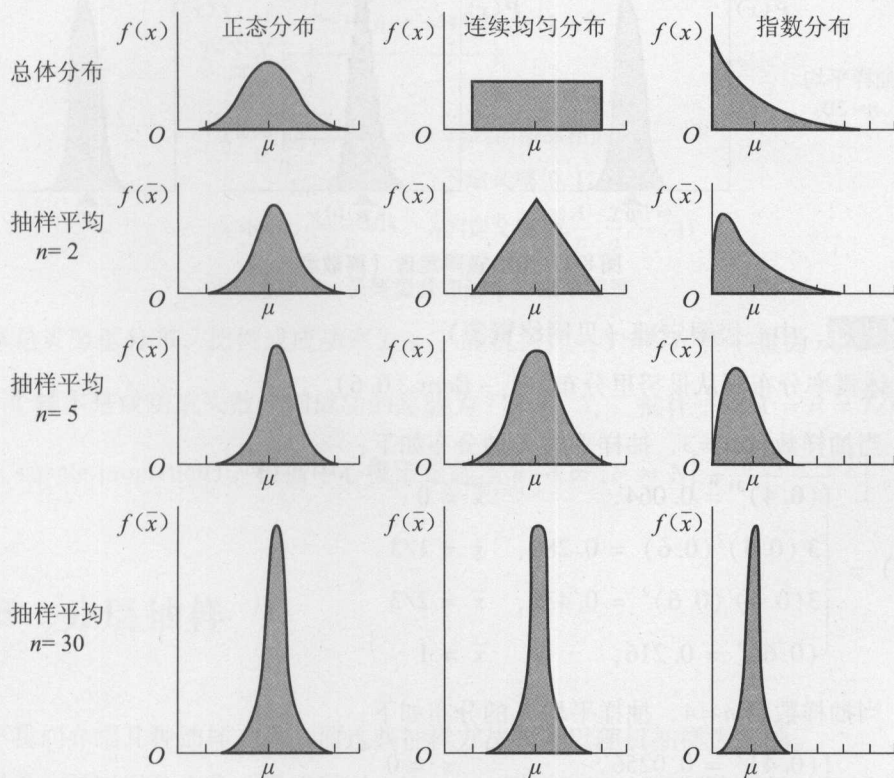 正态分布 连续均匀分布 指数分布
总体分布 f(x) f(x) f(x)
O μ O μ O μ
抽样平均 f(x̄) f(x̄) f(x̄)
n=2
O μ O μ O μ
抽样平均 f(x̄) f(x̄) f(x̄)
n=5
O μ O μ O μ
抽样平均 f(x̄) f(x̄) f(x̄)
n=30
O μ O μ O μ